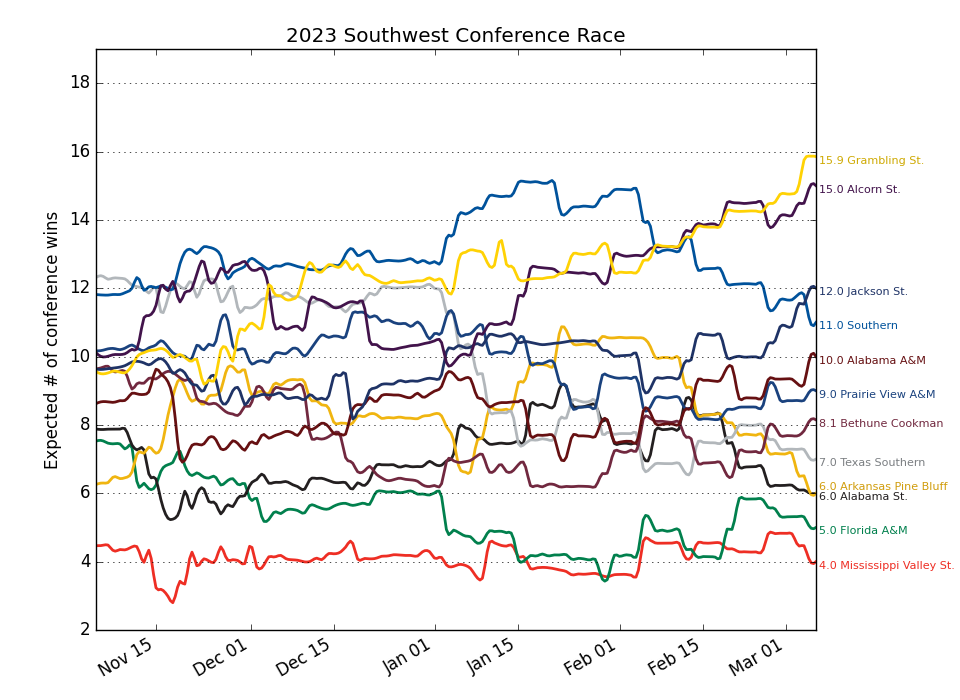 2023 Southwest Conference Race
Expected # of conference wins
18
16
14
12
10
8
6
4
2
Nov 15
Dec 01
Dec 15
Jan 01
Jan 15
Feb 01
Feb 15
Mar 01
15.9 Grambling St.
15.0 Alcorn St.
12.0 Jackson St.
11.0 Southern
10.0 Alabama A&M
9.0 Prairie View A&M
8.1 Bethune Cookman
7.0 Texas Southern
6.0 Arkansas Pine Bluff
6.0 Alabama St.
5.0 Florida A&M
4.0 Mississippi Valley St.